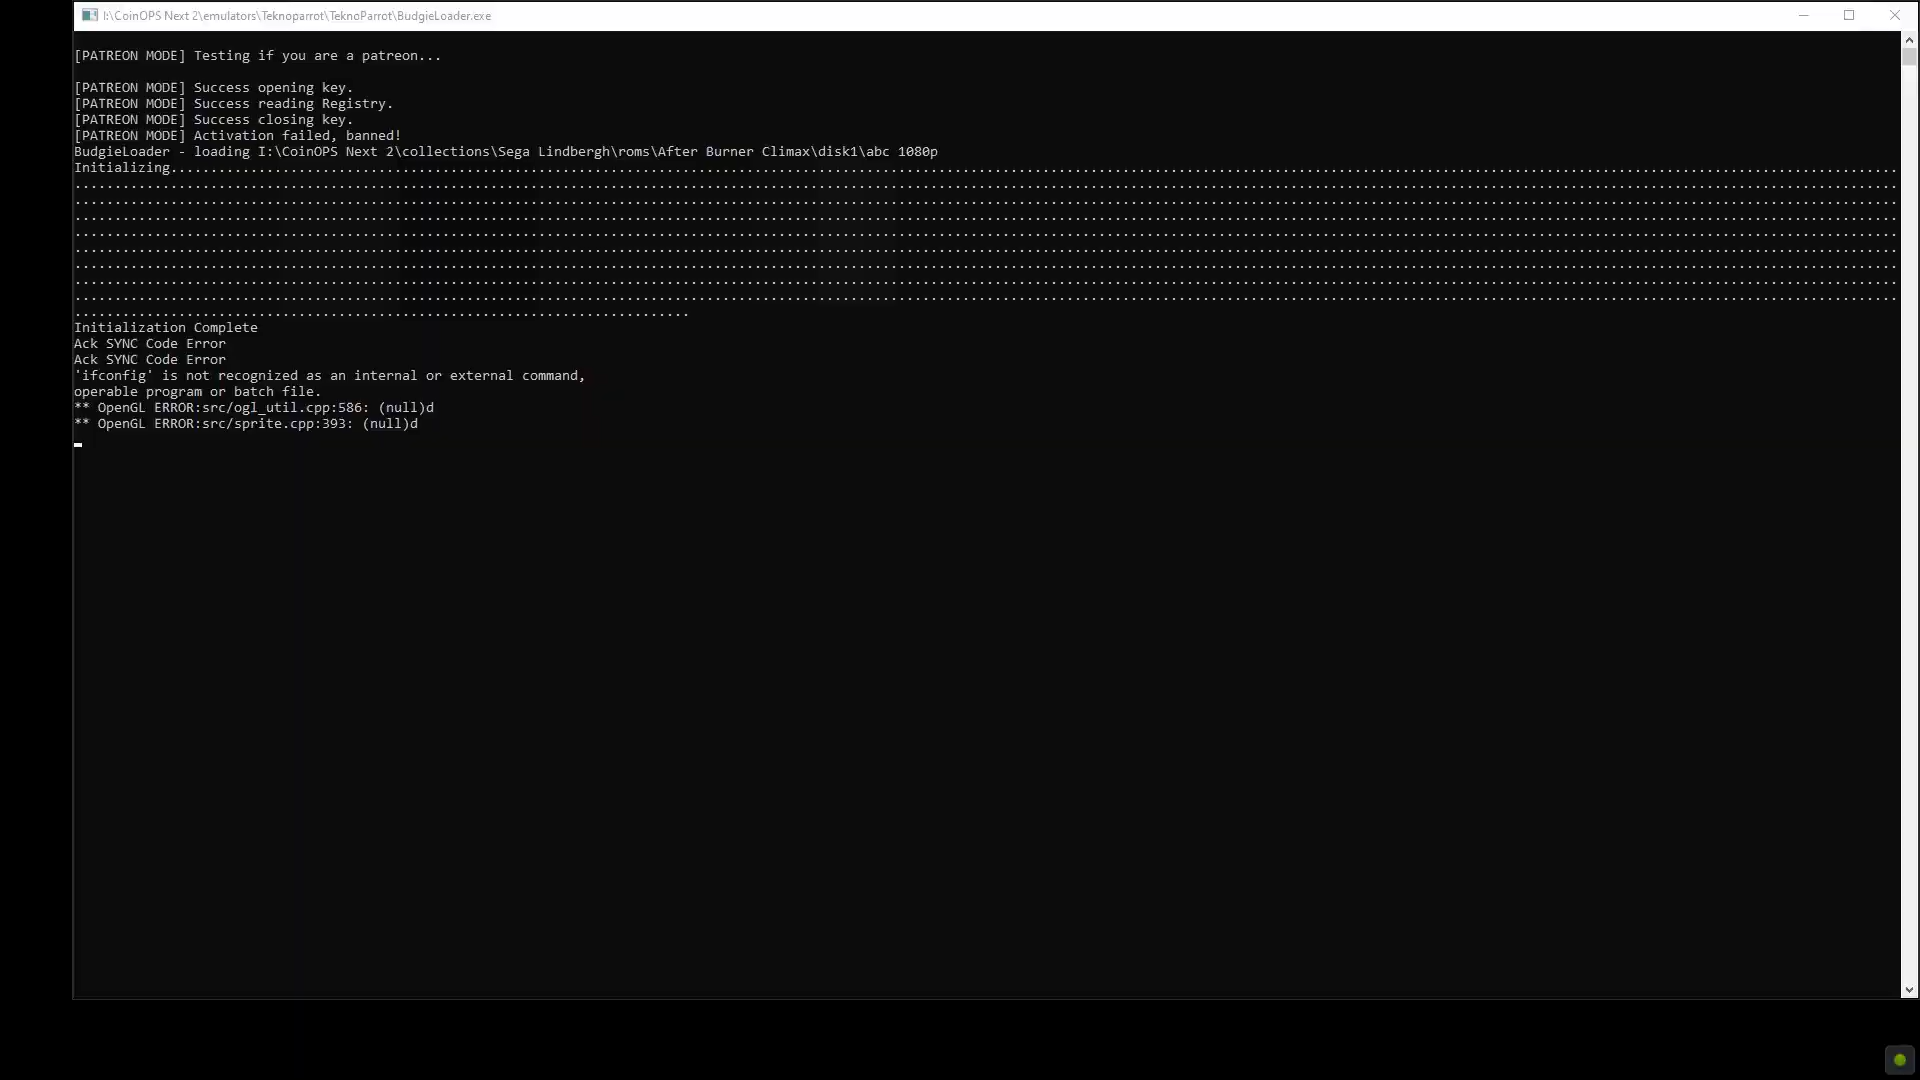 I:\CoinOPS Next 2\emulators\Teknoparrot\TeknoParrot\BudgieLoader.exe
[PATREON MODE] Testing if you are a patreon...
[PATREON MODE] Success opening key.
[PATREON MODE] Success reading Registry.
[PATREON MODE] Success closing key.
[PATREON MODE] Activation failed, banned!
BudgieLoader - loading I:\CoinOPS Next 2\collections\Sega Lindbergh\roms\After Burner Climax\disk1\abc 1080p
Initializing................................................................
Initialization Complete
Ack SYNC Code Error
Ack SYNC Code Error
'ifconfig' is not recognized as an internal or external command,
operable program or batch file.
** OpenGL ERROR:src/ogl_util.cpp:586: (null)d
** OpenGL ERROR:src/sprite.cpp:393: (null)d